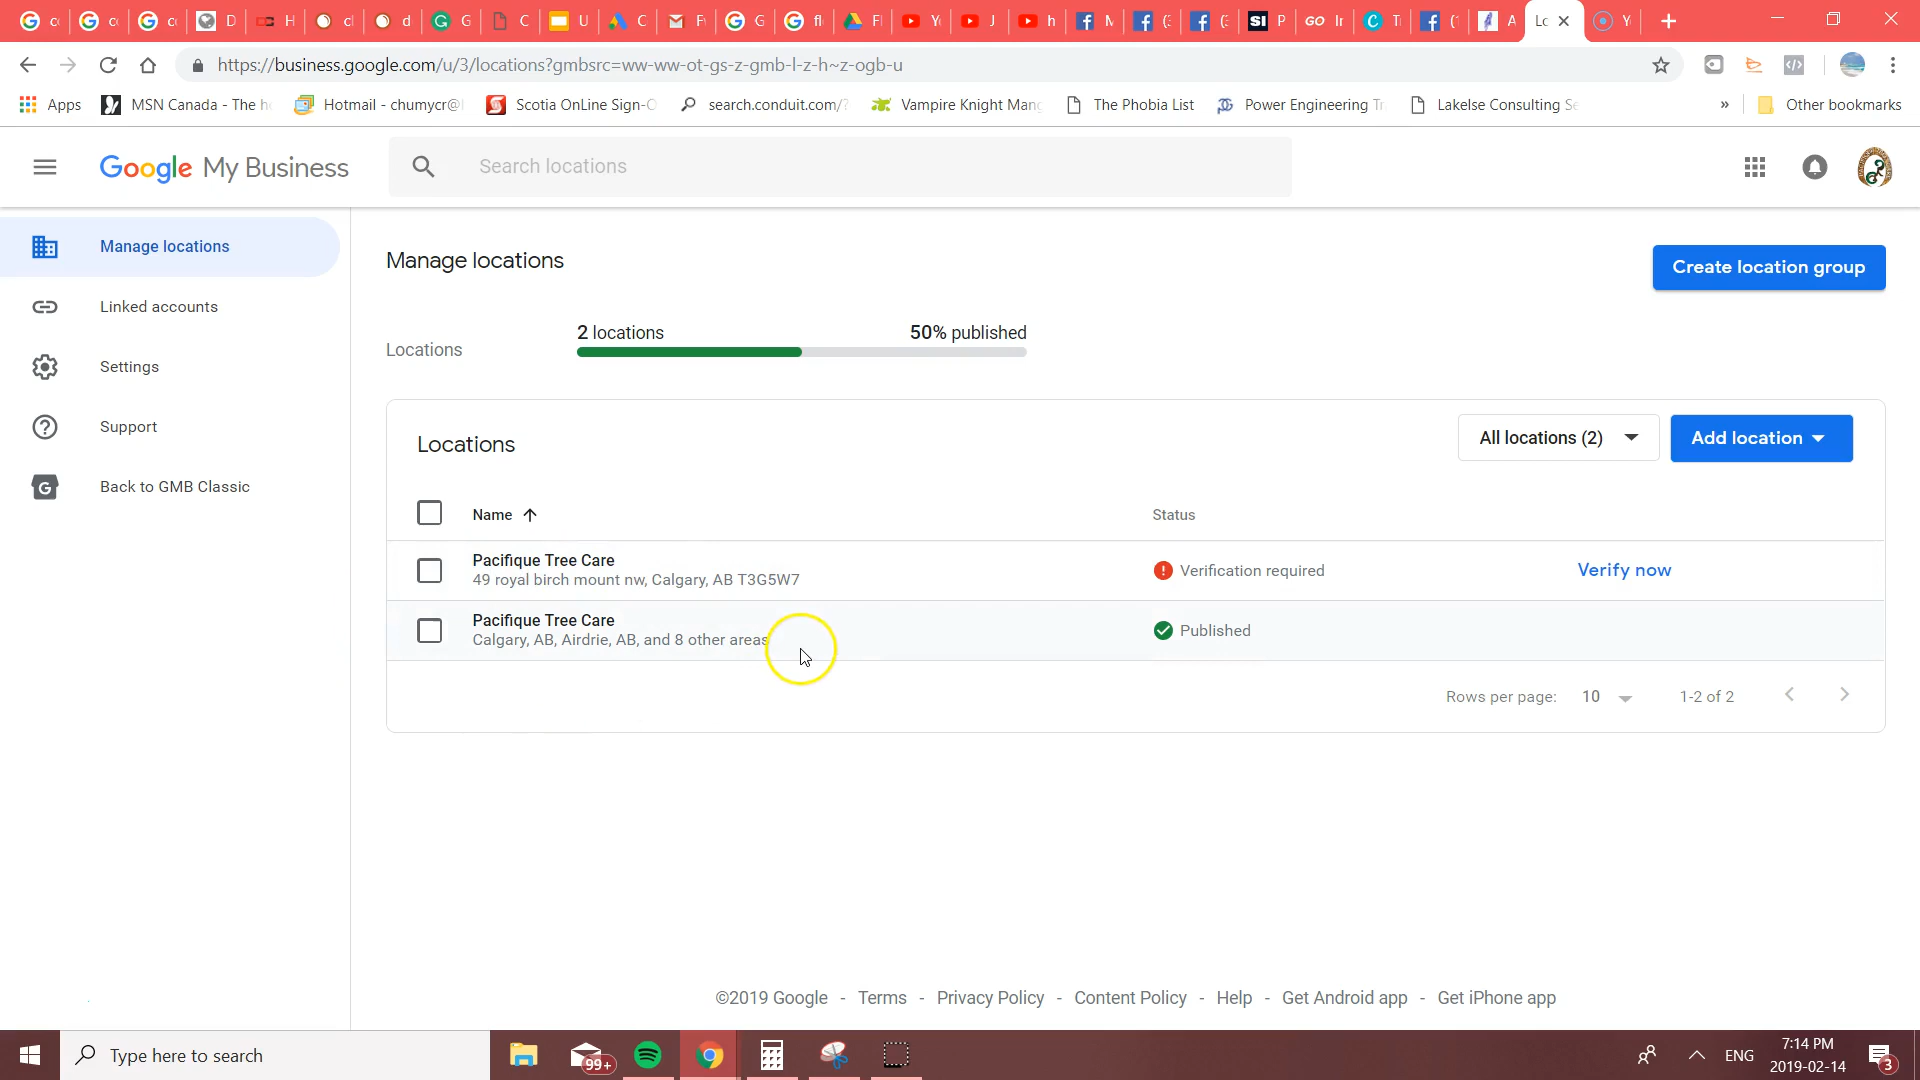 https://business.google.com/u/3/locations?gmbsrc=ww-ww-ot-gs-z-gmb-l-z-h~z-ogb-u
Apps
MSN Canada - The h
Hotmail - chumycr@
Scotia OnLine Sign-O
search.conduit.com/?
Vampire Knight Mang
The Phobia List
Power Engineering Tr
Lakelse Consulting Se
»
Other bookmarks
Google My Business
Search locations
Manage locations
Linked accounts
Settings
Support
Back to GMB Classic
Manage locations
Create location group
Locations
2 locations
50% published
Locations
All locations (2)
Add location
Name
Status
Pacifique Tree Care
49 royal birch mount nw, Calgary, AB T3G5W7
Verification required
Verify now
Pacifique Tree Care
Calgary, AB, Airdrie, AB, and 8 other areas
Published
Rows per page:
10
1-2 of 2
©2019 Google - Terms - Privacy Policy - Content Policy - Help - Get Android app - Get iPhone app
Type here to search
99+
ENG
7:14 PM
2019-02-14
3